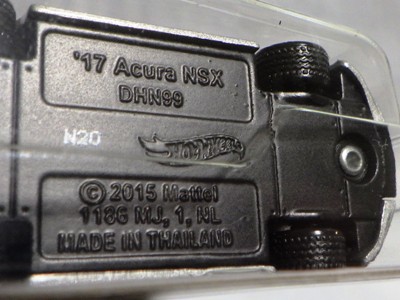 '17 Acura NSX
DHN99
N20
Hot Wheels
© 2015 Mattel
1186 MJ, 1, NL
MADE IN THAILAND